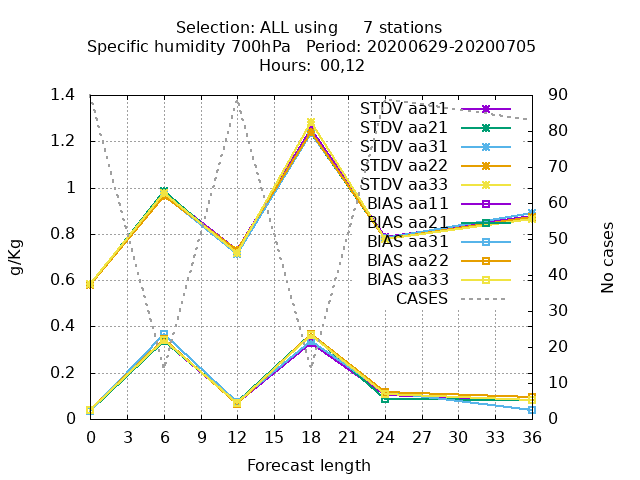 Selection: ALL using     7 stations
Specific humidity 700hPa   Period: 20200629-20200705
Hours:  00,12
1.4
1.2
1
0.8
0.6
0.4
0.2
0
g/Kg
STDV aa11
STDV aa21
STDV aa31
STDV aa22
STDV aa33
BIAS aa11
BIAS aa21
BIAS aa31
BIAS aa22
BIAS aa33
CASES
90
80
70
60
50
40
30
20
10
0
No cases
0 3 6 9 12 15 18 21 24 27 30 33 36
Forecast length